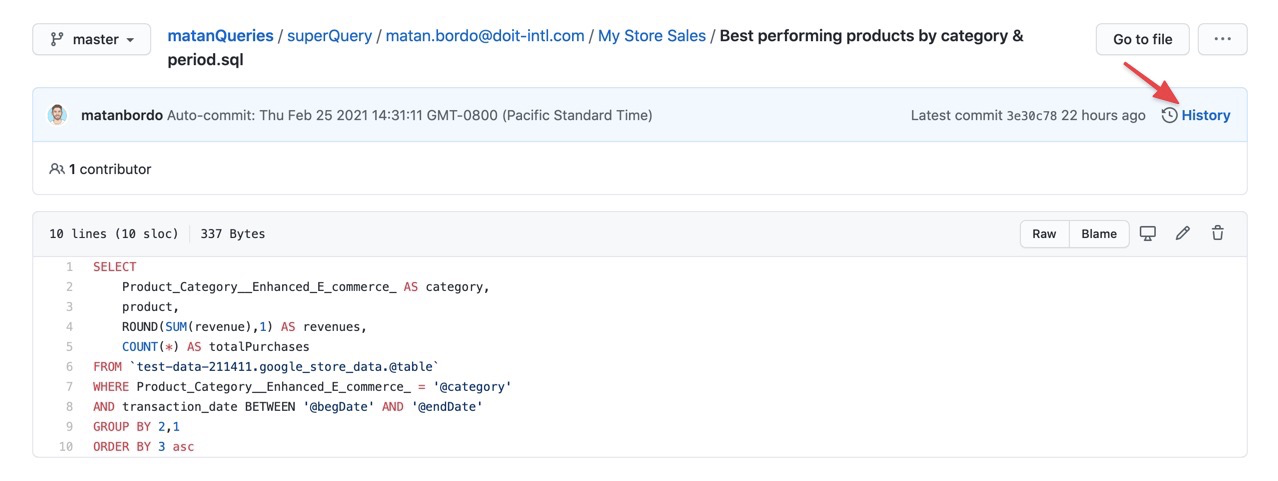 master
matanQueries / superQuery / matan.bordo@doit-intl.com / My Store Sales / Best performing products by category &
period.sql
Go to file
...
matanbordo Auto-commit: Thu Feb 25 2021 14:31:11 GMT-0800 (Pacific Standard Time)
Latest commit 3e30c78 22 hours ago
History
1 contributor
10 lines (10 sloc) 337 Bytes
Raw Blame
1 SELECT
2     Product_Category__Enhanced_E_commerce_ AS category,
3     product,
4     ROUND(SUM(revenue),1) AS revenues,
5     COUNT(*) AS totalPurchases
6 FROM `test-data-211411.google_store_data.@table`
7 WHERE Product_Category__Enhanced_E_commerce_ = '@category'
8 AND transaction_date BETWEEN '@begDate' AND '@endDate'
9 GROUP BY 2,1
10 ORDER BY 3 asc